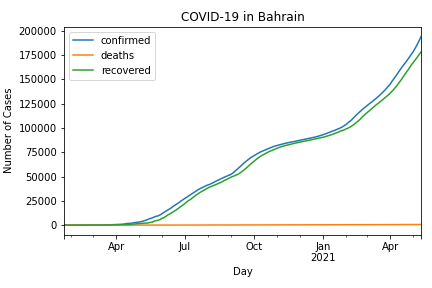 COVID-19 in Bahrain
confirmed
deaths
recovered
200000
175000
150000
125000
100000
75000
50000
25000
0
Number of Cases
Apr
Jul
Oct
Jan
2021
Apr
Day